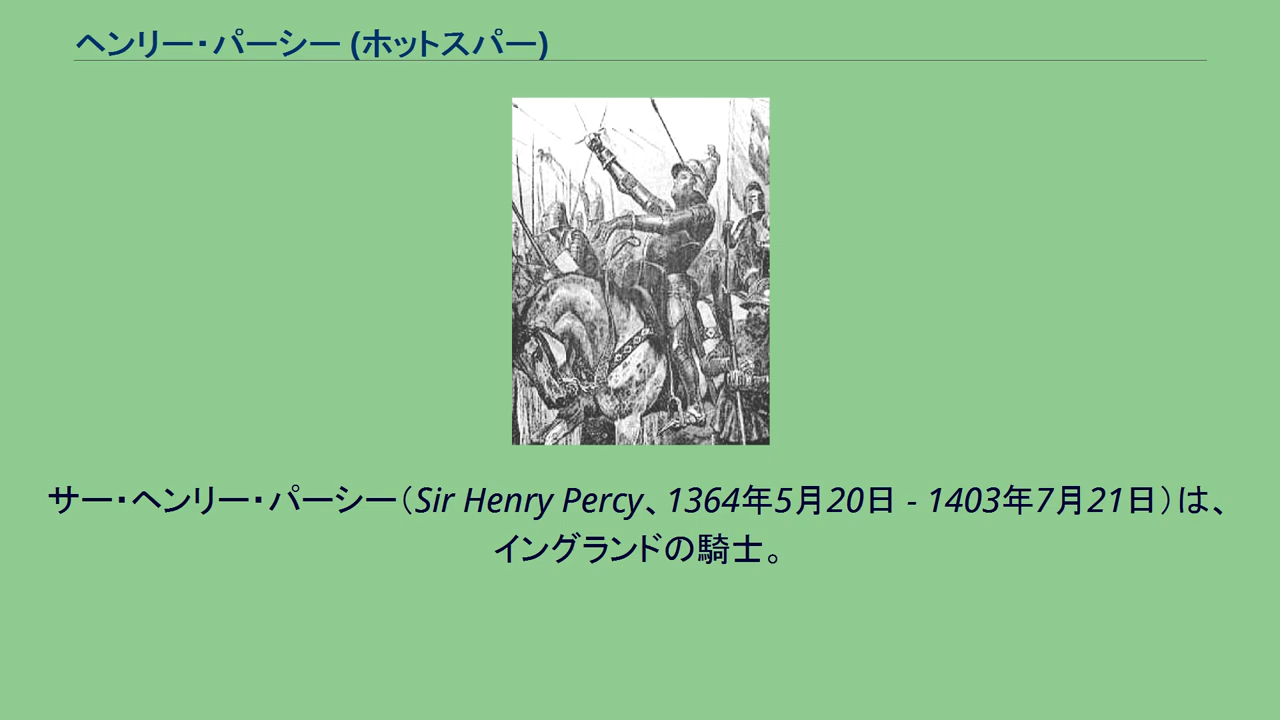 ヘンリー・パーシー (ホットスパー)
サー・ヘンリー・パーシー（Sir Henry Percy、1364年5月20日 - 1403年7月21日）は、
イングランドの騎士。